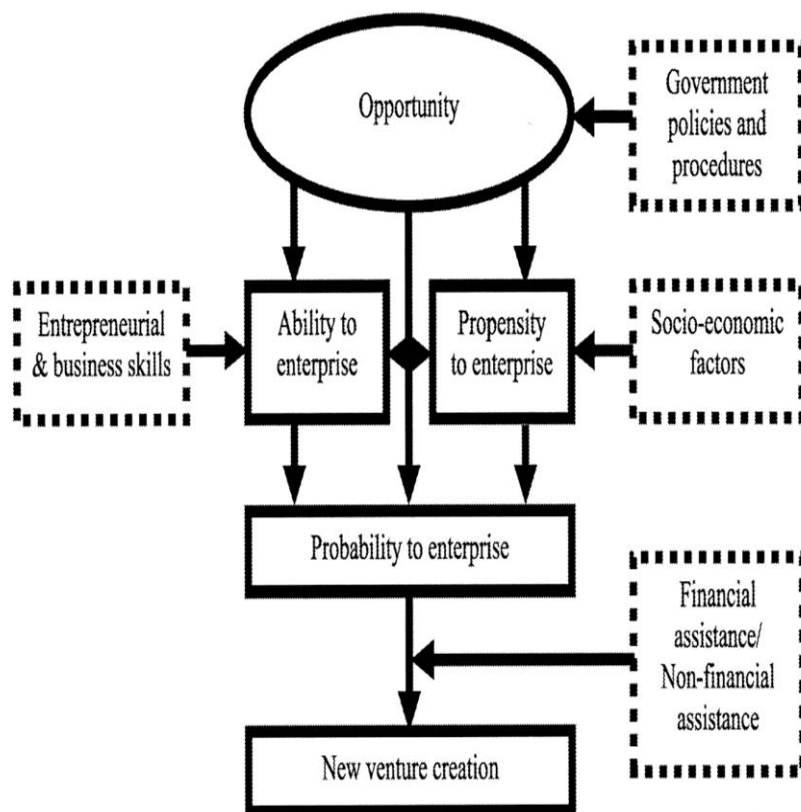 Opportunity
Government
policies and
procedures
Entrepreneurial
& business skills
Ability to
enterprise
Propensity
to enterprise
Socio-economic
factors
Probability to enterprise
Financial
assistance/
Non-financial
assistance
New venture creation